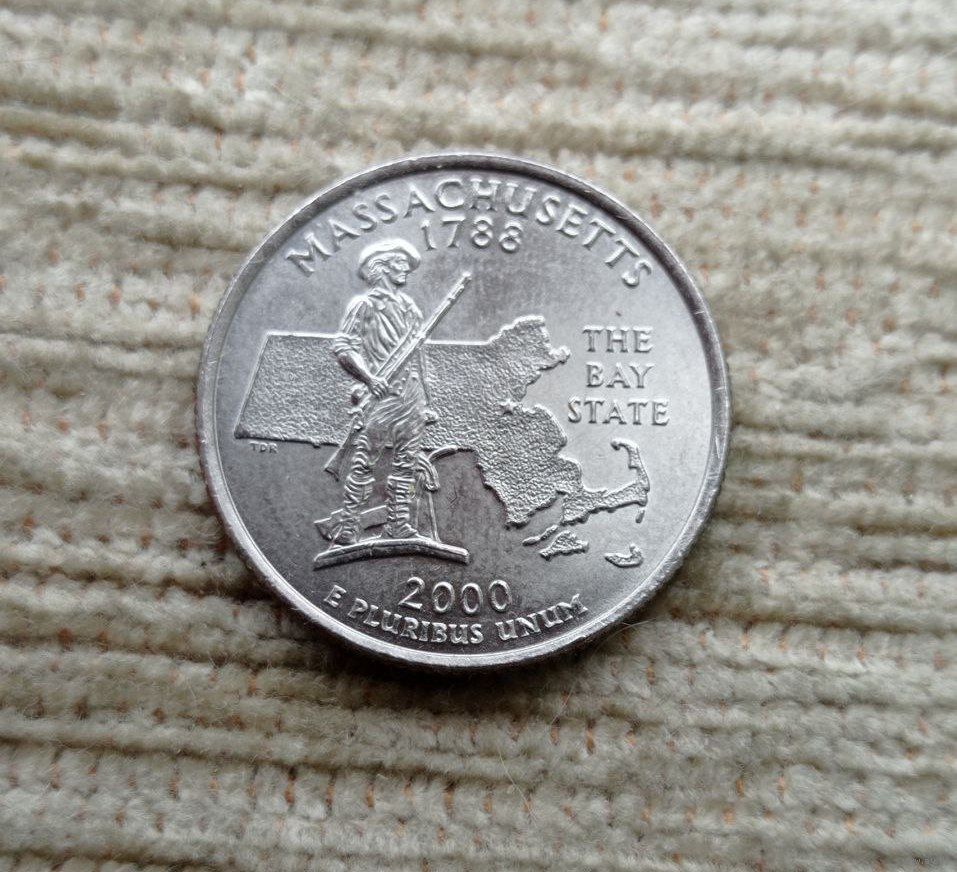 MASSACHUSETTS
1788
THE
BAY
STATE
TDR
2000
E PLURIBUS UNUM